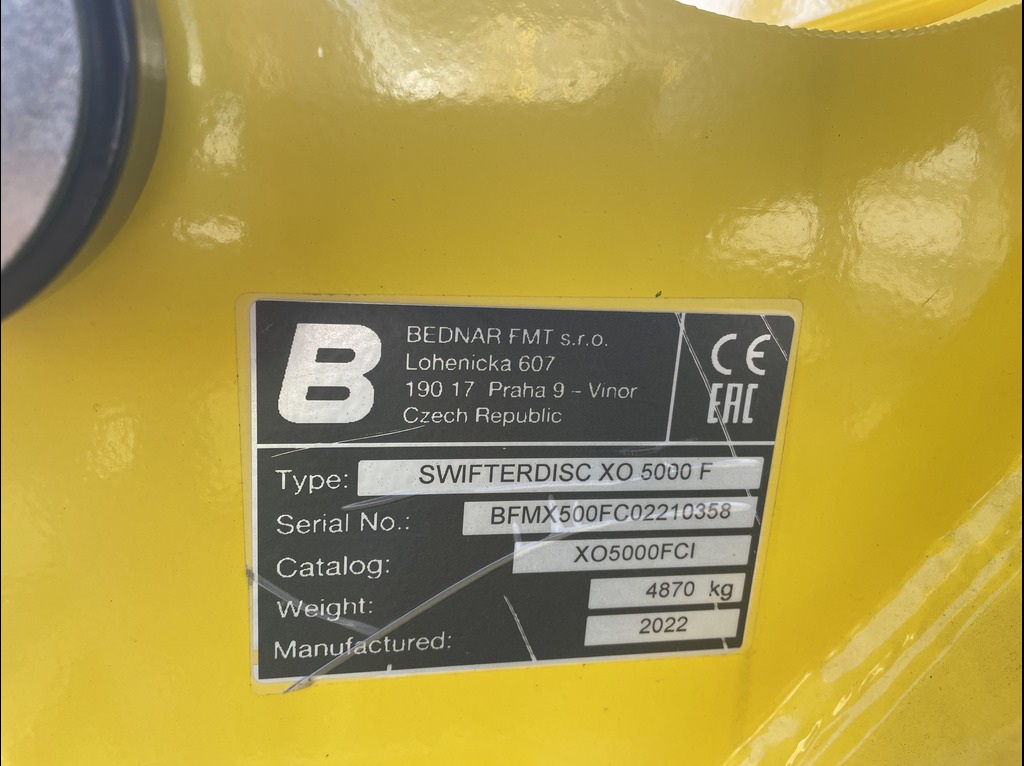 B
BEDNAR FMT s.r.o.
Lohenicka 607
190 17 Praha 9 – Vinor
Czech Republic
CE
EAC
Type: SWIFTERDISC XO 5000 F
Serial No.: BFMX500FC02210358
Catalog: XO5000FCI
Weight: 4870 kg
Manufactured: 2022